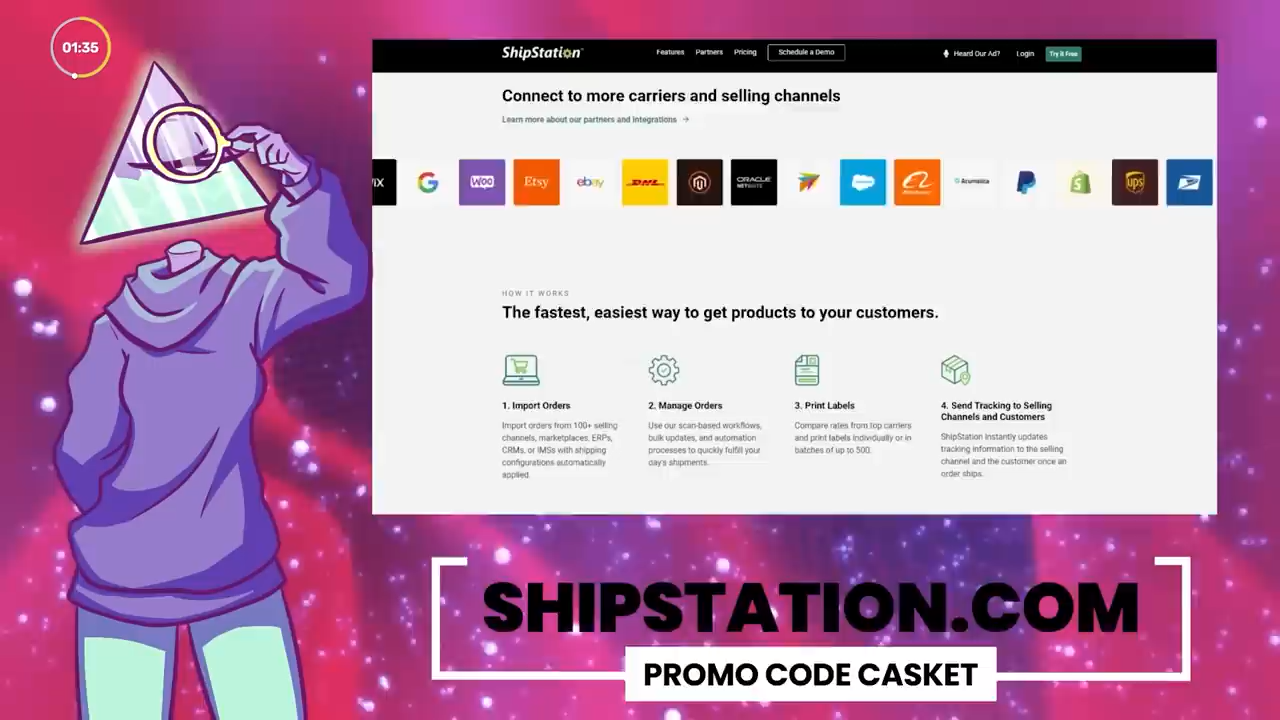 01:35
ShipStation
Features Partners Pricing Schedule a Demo Heard Our Ad? Login Try it Free
Connect to more carriers and selling channels
Learn more about our partners and integrations →
IX
Woo
Etsy
ebay
DHL
ORACLE
NETSUITE
Acumatica
ups
HOW IT WORKS
The fastest, easiest way to get products to your customers.
1. Import Orders
Import orders from 100+ selling
channels, marketplaces, ERPs,
CRMs, or IMSs with shipping
configurations automatically
applied.
2. Manage Orders
Use our scan-based workflows,
bulk updates, and automation
processes to quickly fulfill your
day's shipments.
3. Print Labels
Compare rates from top carriers
and print labels individually or in
batches of up to 500.
4. Send Tracking to Selling
Channels and Customers
ShipStation instantly updates
tracking information to the selling
channel and the customer once an
order ships.
SHIPSTATION.COM
PROMO CODE CASKET